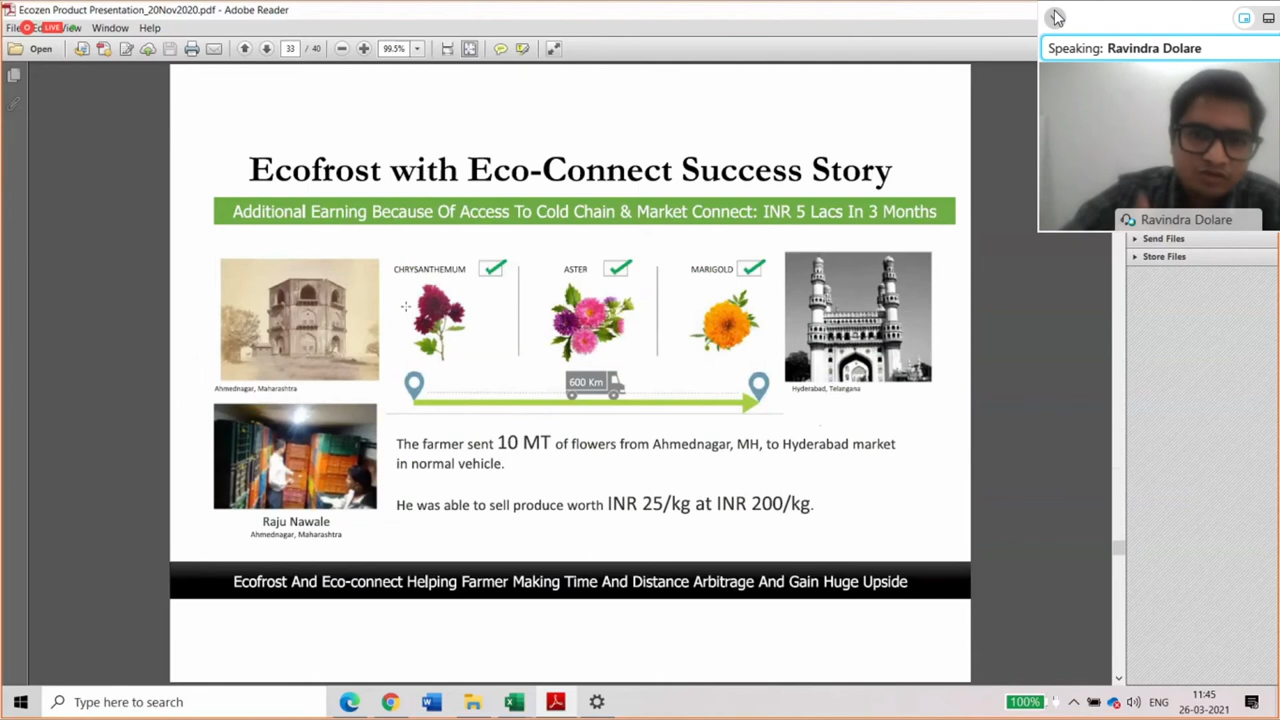 Ecozen Product Presentation_20Nov2020.pdf - Adobe Reader
LIVE View Window Help
Open 33 / 40 99.5%
Speaking: Ravindra Dolare
Ravindra Dolare
Send Files
Store Files
Ecofrost with Eco-Connect Success Story
Additional Earning Because Of Access To Cold Chain & Market Connect: INR 5 Lacs In 3 Months
CHRYSANTHEMUM ASTER MARIGOLD
600 Km
Ahmednagar, Maharashtra
Hyderabad, Telangana
The farmer sent 10 MT of flowers from Ahmednagar, MH, to Hyderabad market
in normal vehicle.
He was able to sell produce worth INR 25/kg at INR 200/kg.
Raju Nawale
Ahmednagar, Maharashtra
Ecofrost And Eco-connect Helping Farmer Making Time And Distance Arbitrage And Gain Huge Upside
Type here to search
100%
ENG
11:45
26-03-2021